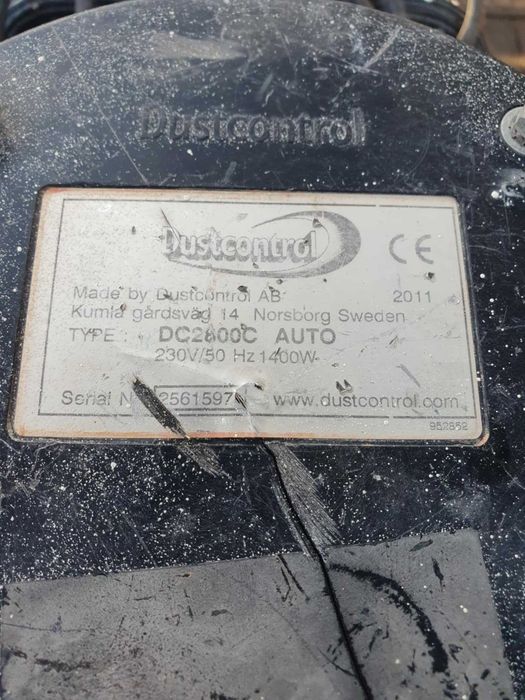 Dustcontrol
Dustcontrol
CE
Made by Dustcontrol AB 2011
Kumla gårdsväg 14 Norsborg Sweden
TYPE : DC2800C AUTO
230V/50 Hz 1400W
Serial N 2561597 www.dustcontrol.com
952852